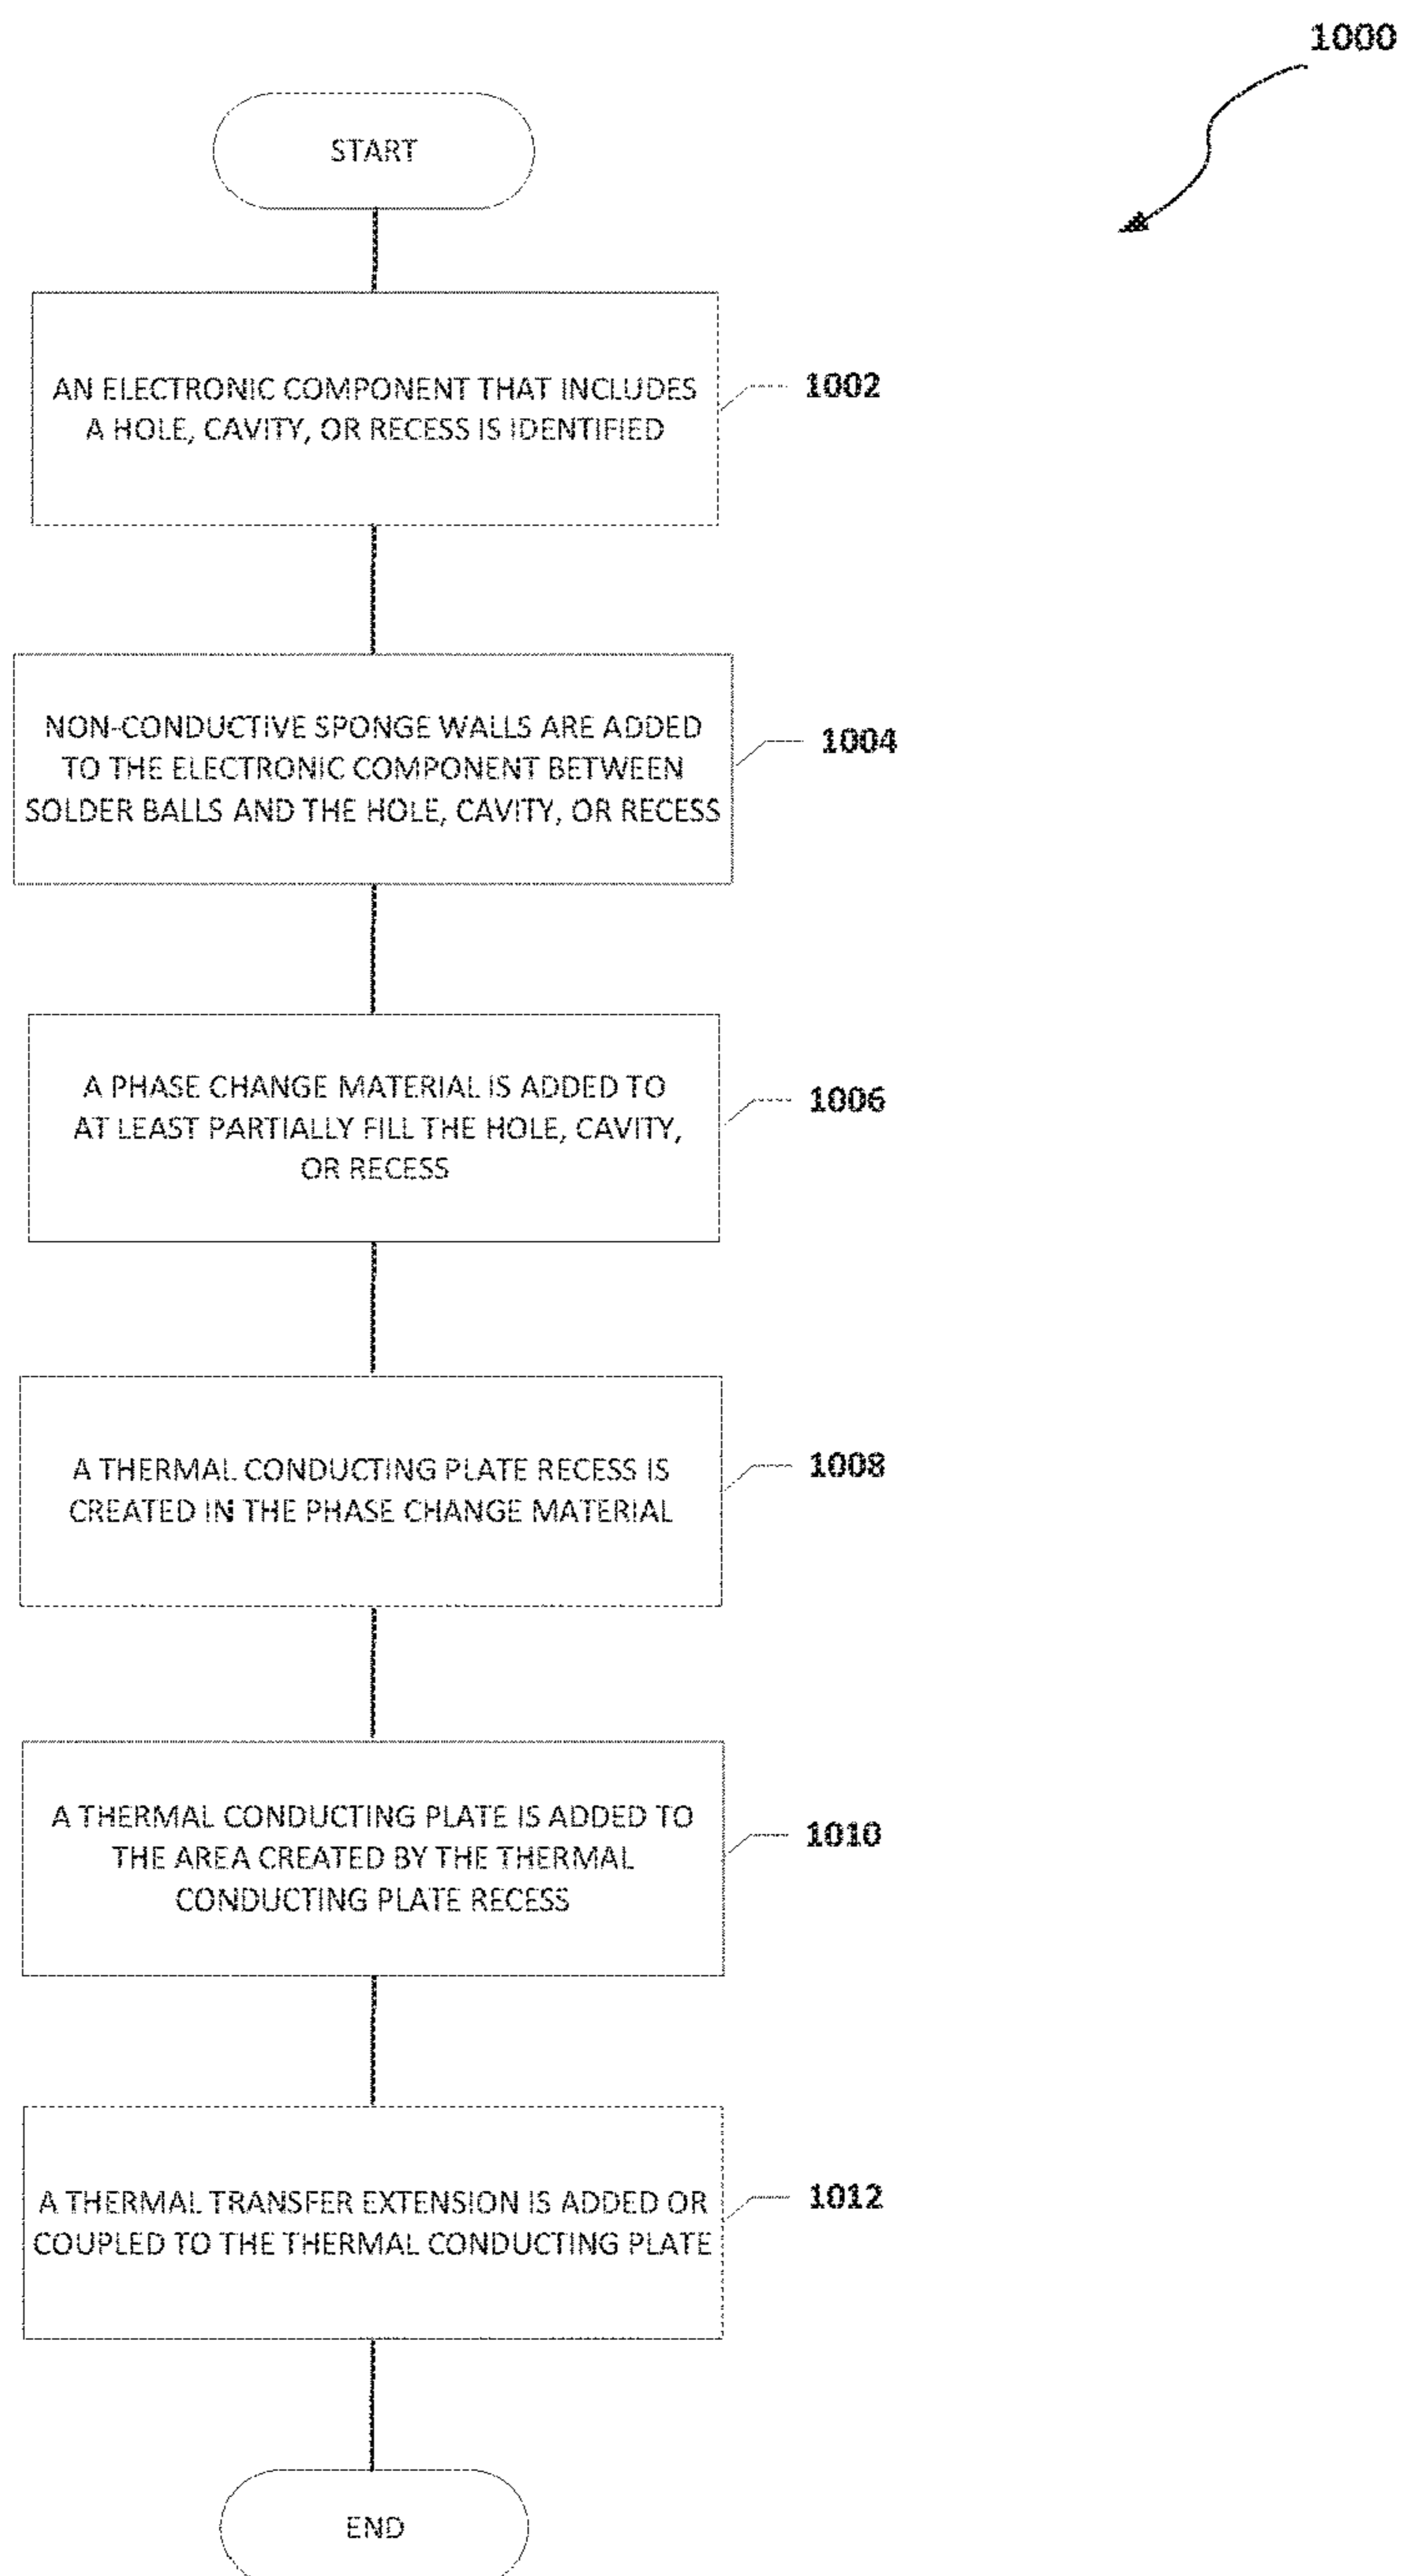 1000
START
AN ELECTRONIC COMPONENT THAT INCLUDES
A HOLE, CAVITY, OR RECESS IS IDENTIFIED
1002
NON-CONDUCTIVE SPONGE WALLS ARE ADDED
TO THE ELECTRONIC COMPONENT BETWEEN
SOLDER BALLS AND THE HOLE, CAVITY, OR RECESS
1004
A PHASE CHANGE MATERIAL IS ADDED TO
AT LEAST PARTIALLY FILL THE HOLE, CAVITY,
OR RECESS
1006
A THERMAL CONDUCTING PLATE RECESS IS
CREATED IN THE PHASE CHANGE MATERIAL
1008
A THERMAL CONDUCTING PLATE IS ADDED TO
THE AREA CREATED BY THE THERMAL
CONDUCTING PLATE RECESS
1010
A THERMAL TRANSFER EXTENSION IS ADDED OR
COUPLED TO THE THERMAL CONDUCTING PLATE
1012
END